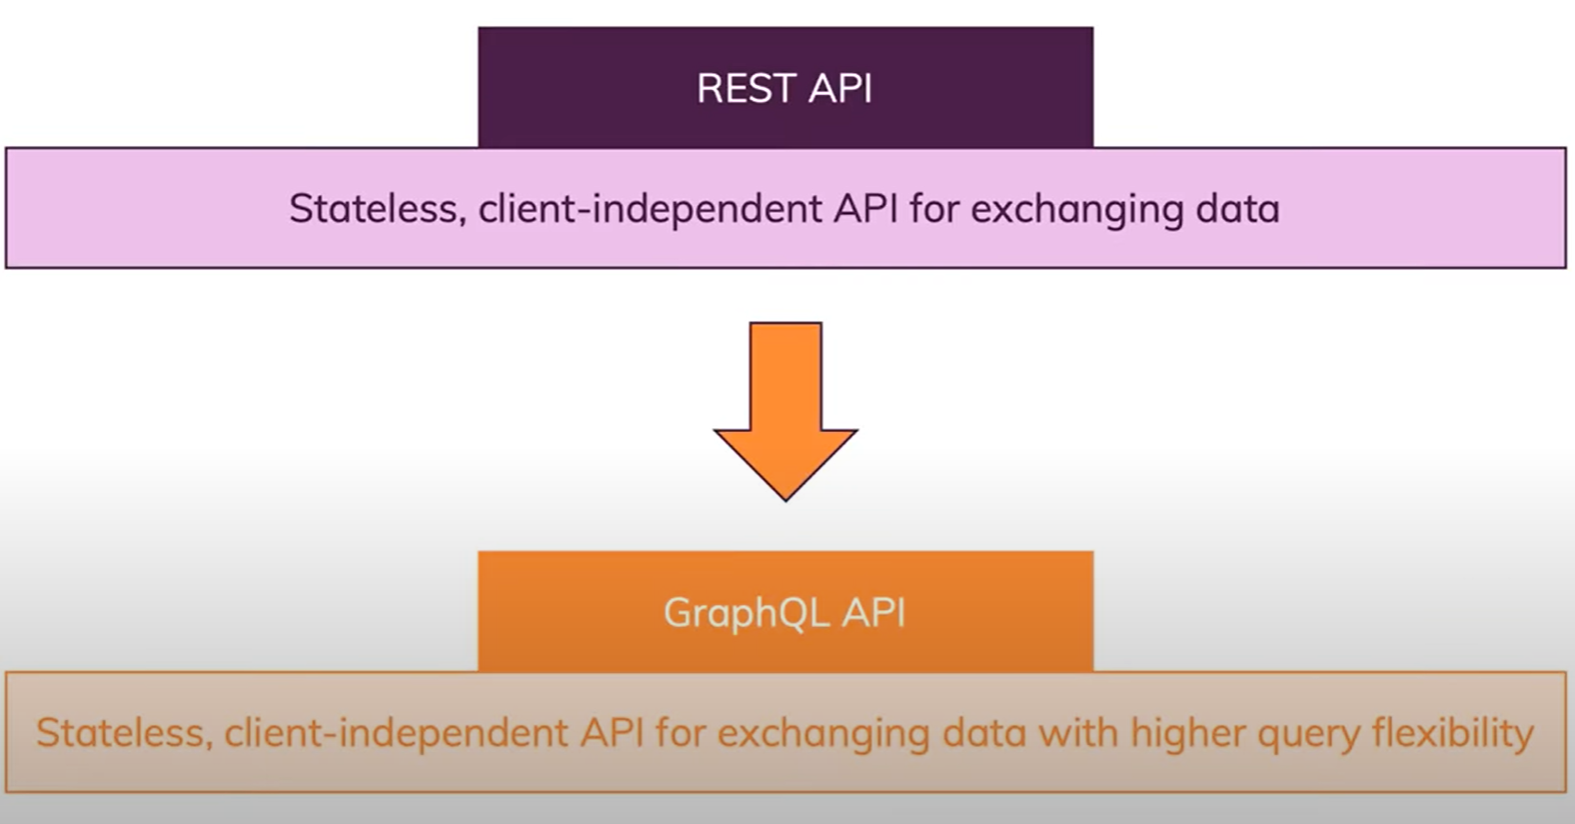 REST API
Stateless, client-independent API for exchanging data
GraphQL API
Stateless, client-independent API for exchanging data with higher query flexibility